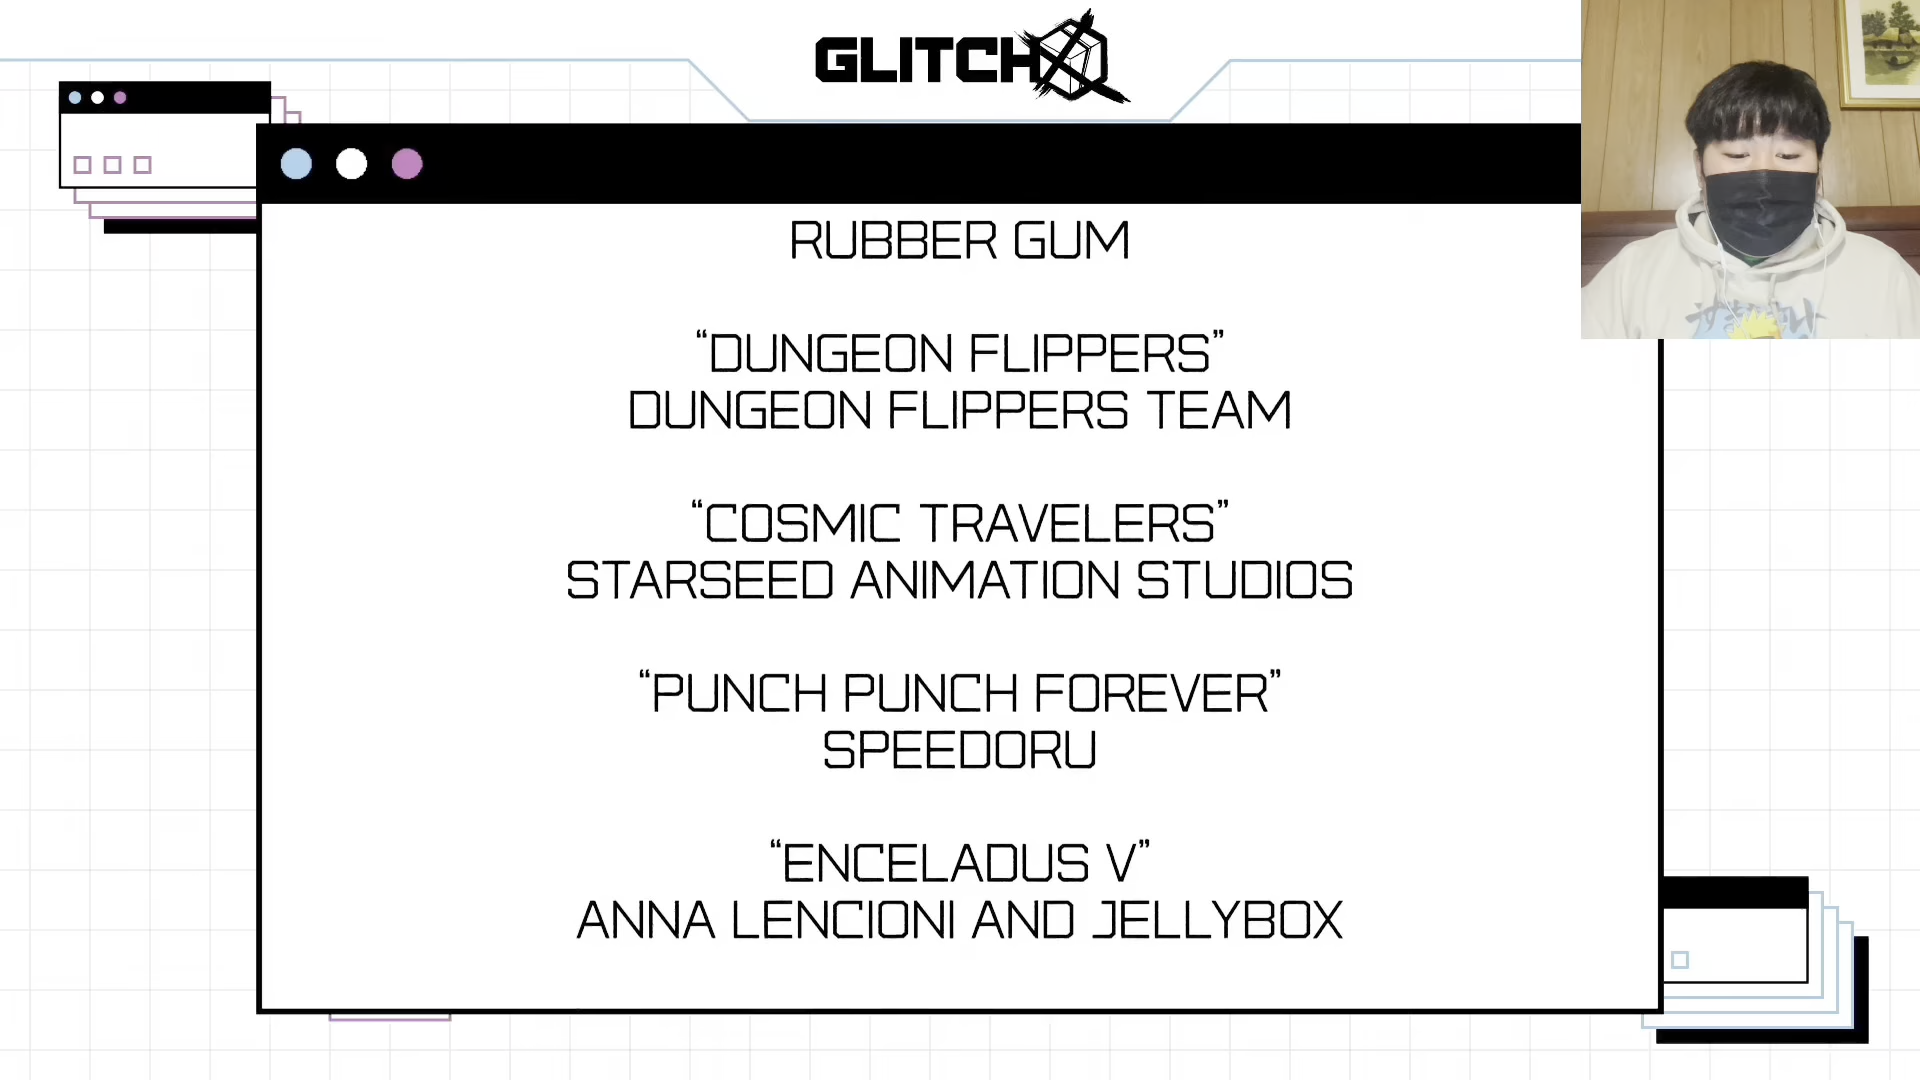 GLITCHX
RUBBER GUM
“DUNGEON FLIPPERS”
DUNGEON FLIPPERS TEAM
“COSMIC TRAVELERS”
STARSEED ANIMATION STUDIOS
“PUNCH PUNCH FOREVER”
SPEEDORU
“ENCELADUS V”
ANNA LENCIONI AND JELLYBOX